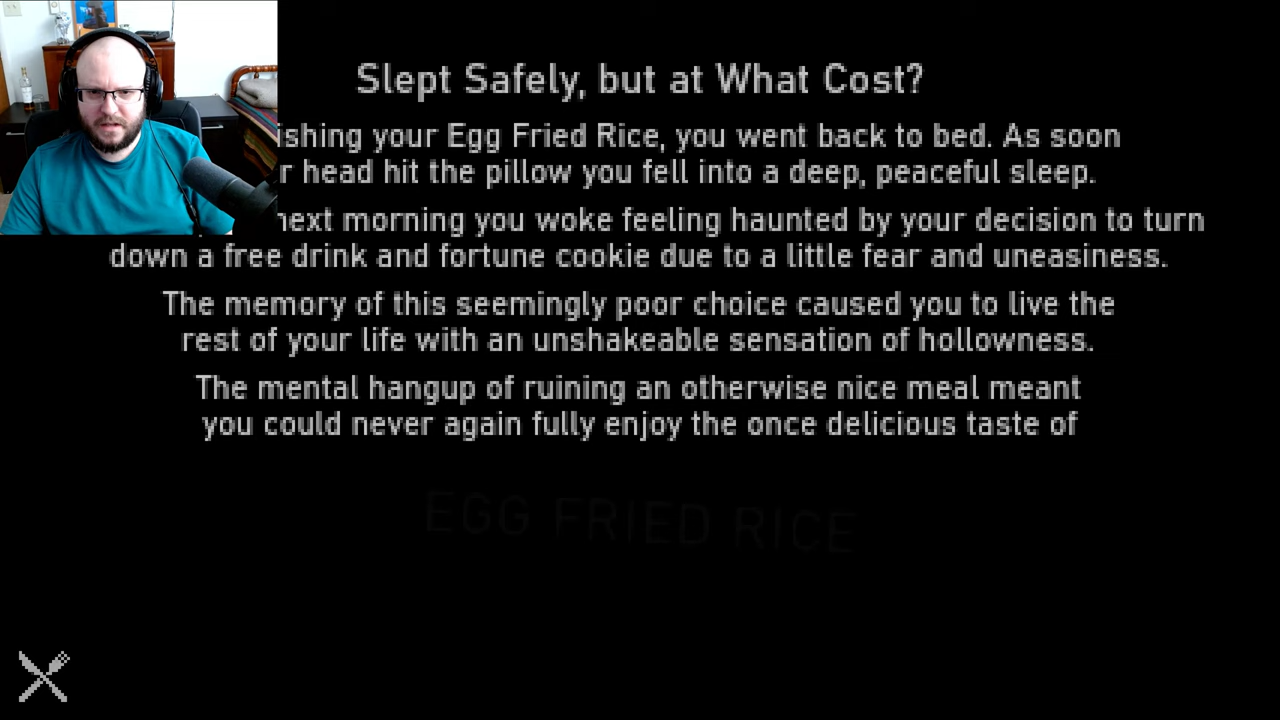 Slept Safely, but at What Cost?
ishing your Egg Fried Rice, you went back to bed. As soon
r head hit the pillow you fell into a deep, peaceful sleep.
next morning you woke feeling haunted by your decision to turn
down a free drink and fortune cookie due to a little fear and uneasiness.
The memory of this seemingly poor choice caused you to live the
rest of your life with an unshakeable sensation of hollowness.
The mental hangup of ruining an otherwise nice meal meant
you could never again fully enjoy the once delicious taste of
EGG FRIED RICE